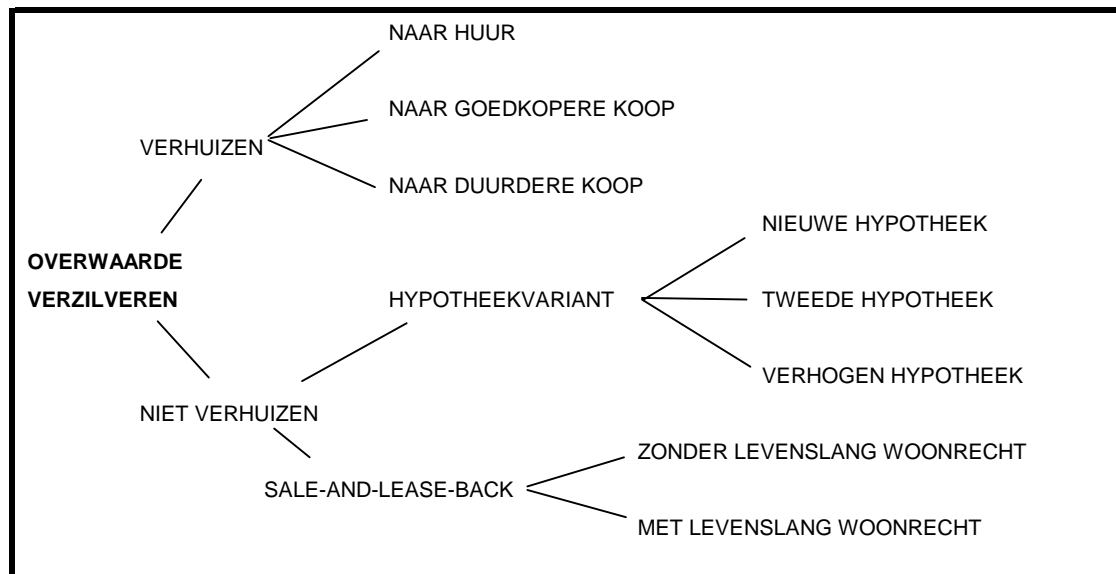 NAAR HUUR
NAAR GOEDKOPERE KOOP
VERHUIZEN
NAAR DUURDERE KOOP
NIEUWE HYPOTHEEK
OVERWAARDE
VERZILVEREN
HYPOTHEEKVARIANT
TWEEDE HYPOTHEEK
VERHOGEN HYPOTHEEK
NIET VERHUIZEN
ZONDER LEVENSLANG WOONRECHT
SALE-AND-LEASE-BACK
MET LEVENSLANG WOONRECHT